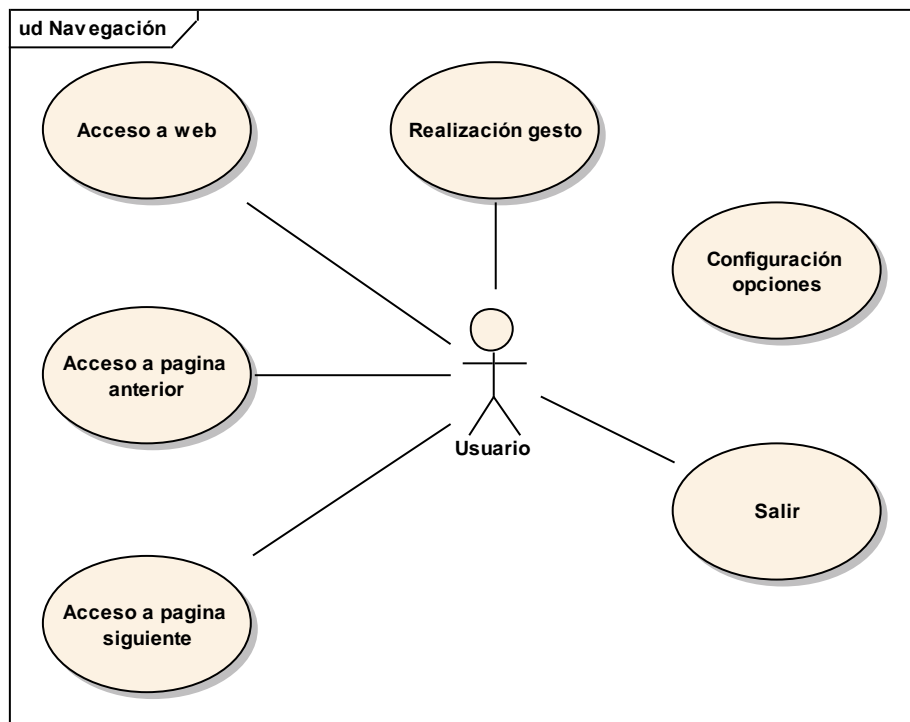 ud Navegación
Acceso a web
Realización gesto
Configuración
opciones
Acceso a pagina
anterior
Usuario
Salir
Acceso a pagina
siguiente